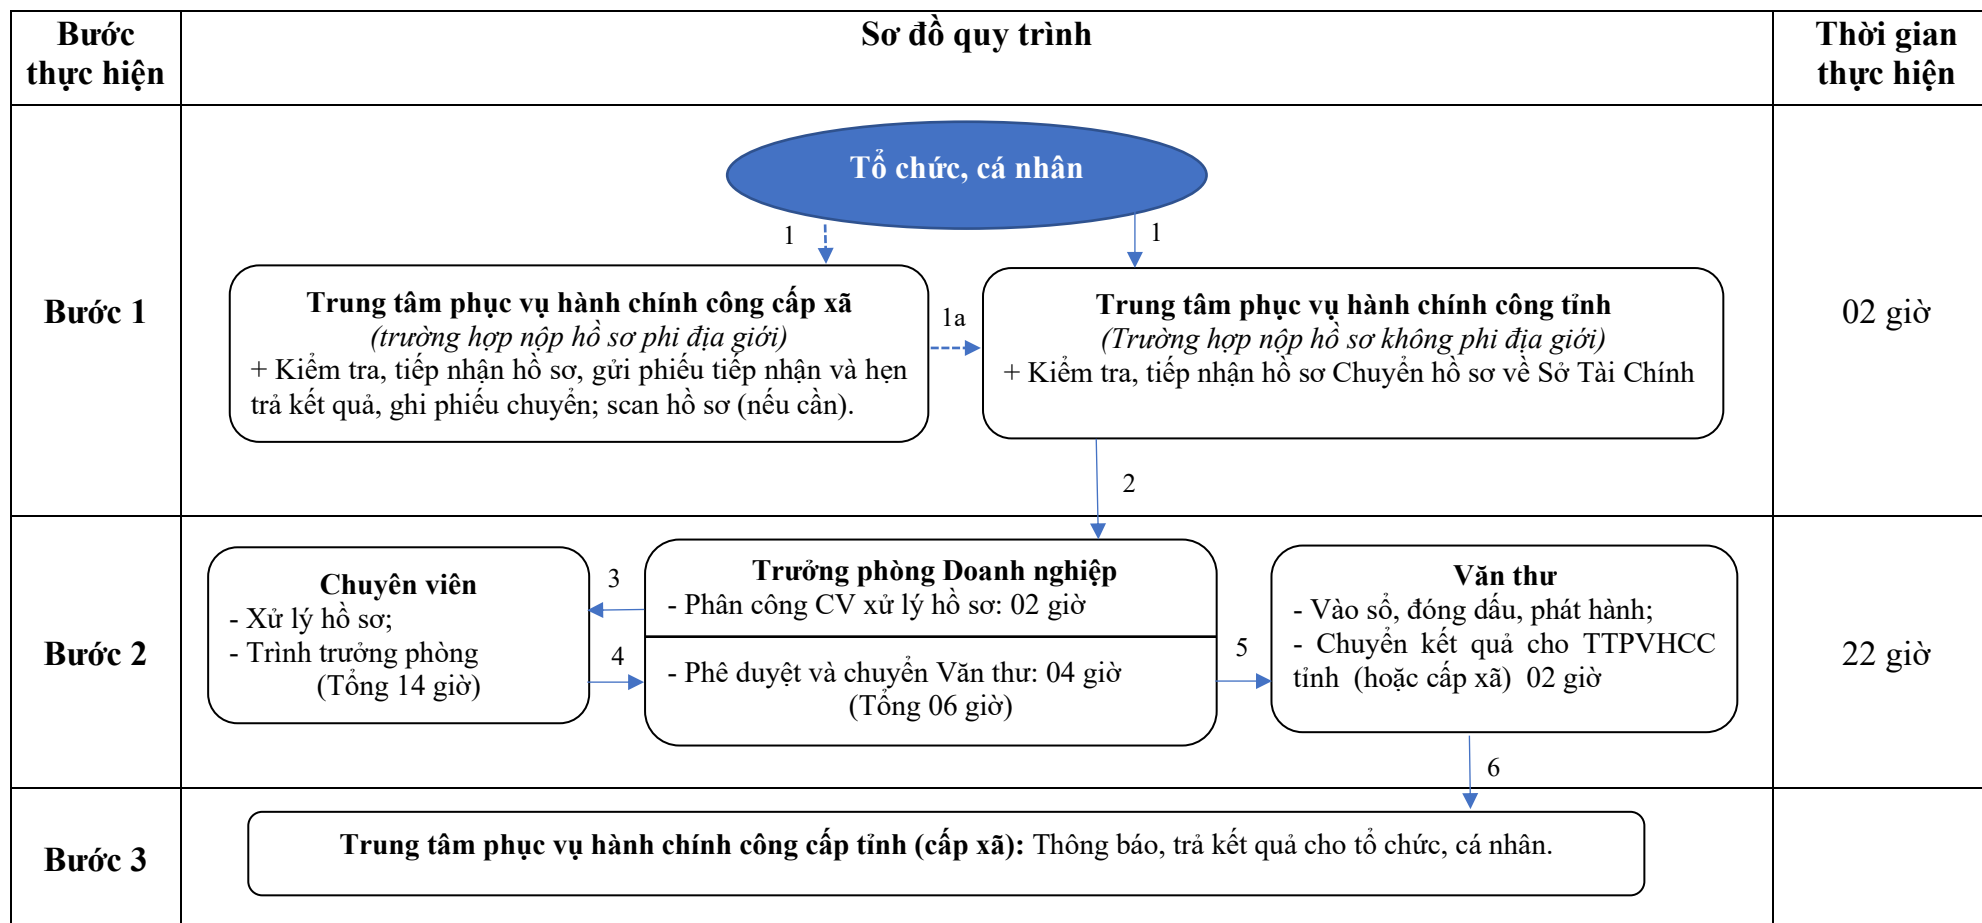 Bước
thực hiện
Sơ đồ quy trình
Thời gian
thực hiện
Bước 1
Tổ chức, cá nhân
1
1
Trung tâm phục vụ hành chính công cấp xã
(trường hợp nộp hồ sơ phi địa giới)
+ Kiểm tra, tiếp nhận hồ sơ, gửi phiếu tiếp nhận và hẹn
trả kết quả, ghi phiếu chuyển; scan hồ sơ (nếu cần).
1a
Trung tâm phục vụ hành chính công tỉnh
(Trường hợp nộp hồ sơ không phi địa giới)
+ Kiểm tra, tiếp nhận hồ sơ Chuyển hồ sơ về Sở Tài Chính
2
02 giờ
Bước 2
Chuyên viên
- Xử lý hồ sơ;
- Trình trưởng phòng
(Tổng 14 giờ)
3
4
Trưởng phòng Doanh nghiệp
- Phân công CV xử lý hồ sơ: 02 giờ
- Phê duyệt và chuyển Văn thư: 04 giờ
(Tổng 06 giờ)
5
Văn thư
- Vào sổ, đóng dấu, phát hành;
- Chuyển kết quả cho TTPVHCC
tỉnh (hoặc cấp xã) 02 giờ
6
22 giờ
Bước 3
Trung tâm phục vụ hành chính công cấp tỉnh (cấp xã): Thông báo, trả kết quả cho tổ chức, cá nhân.